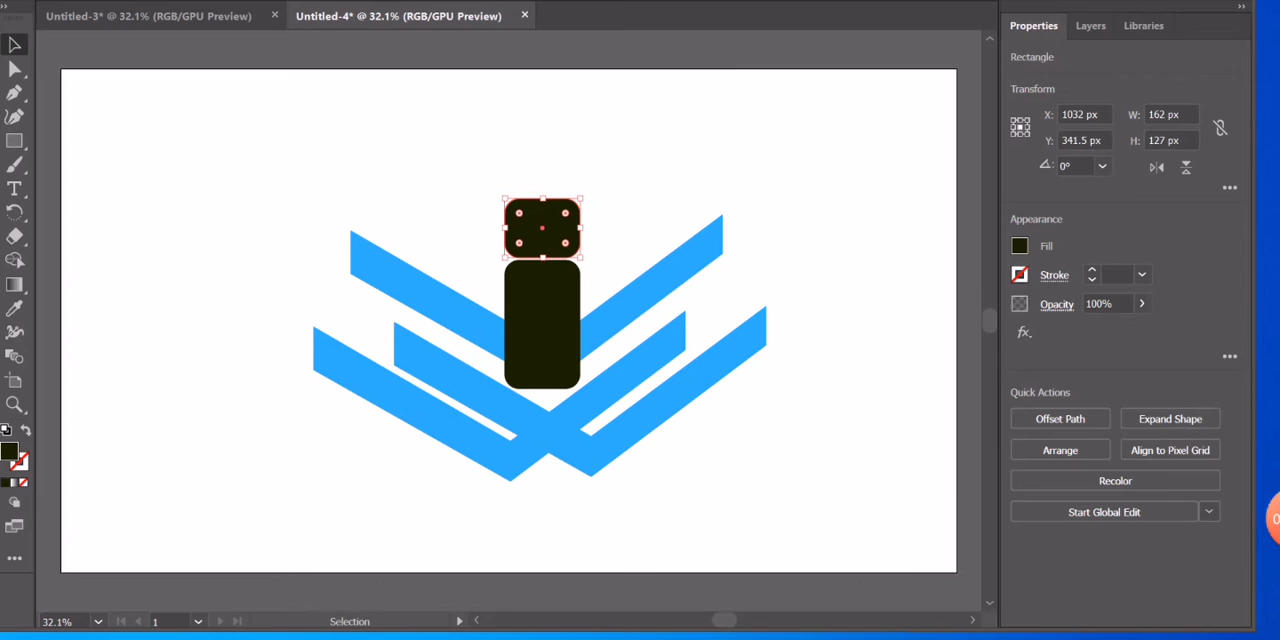 Untitled-3* @ 32.1% (RGB/GPU Preview) × Untitled-4* @ 32.1% (RGB/GPU Preview) ×
Properties Layers Libraries
Rectangle
Transform
X: 1032 px W: 162 px
Y: 341.5 px H: 127 px
0°
Appearance
Fill
Stroke
Opacity 100%
fx.
Quick Actions
Offset Path Expand Shape
Arrange Align to Pixel Grid
Recolor
Start Global Edit
32.1% 1 Selection